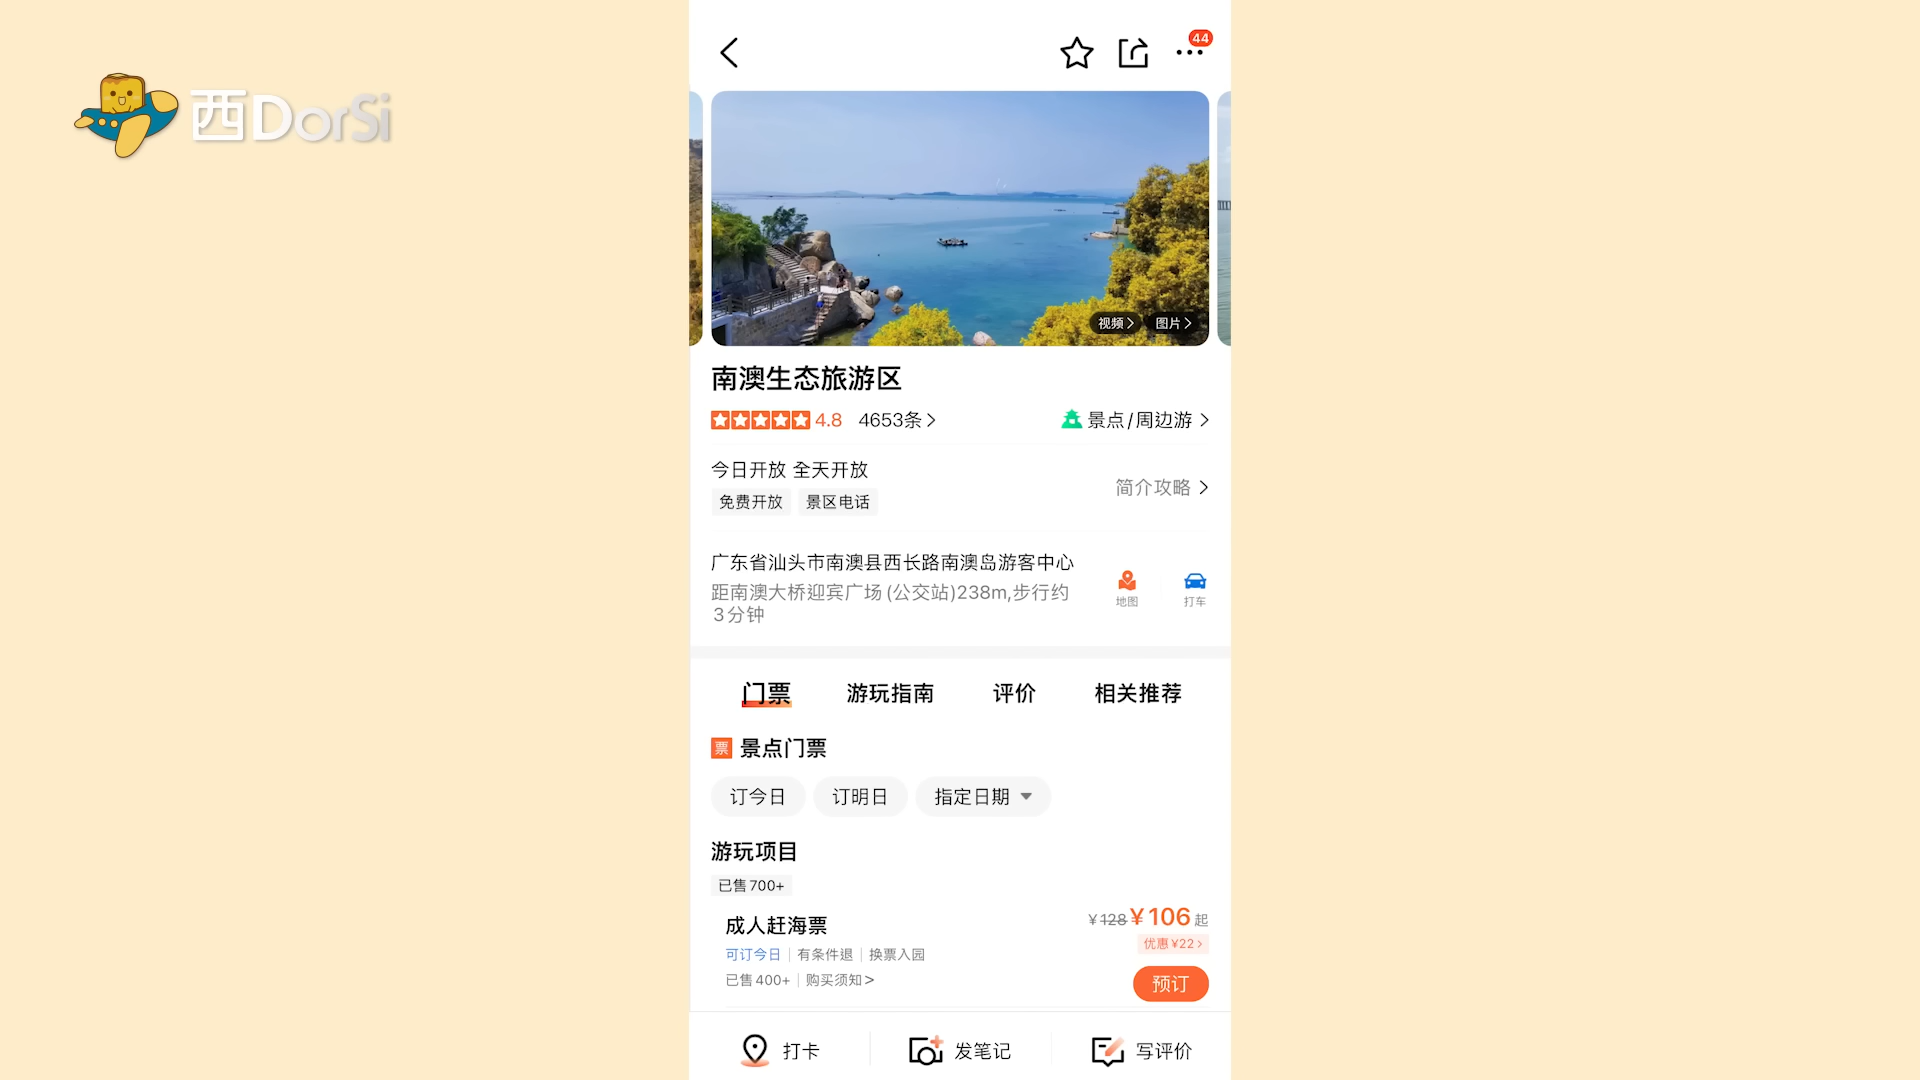 西DorSi
44
视频
图片
南澳生态旅游区
4.8 4653条 景点/周边游
今日开放 全天开放
免费开放 景区电话
简介攻略
广东省汕头市南澳县西长路南澳岛游客中心
距南澳大桥迎宾广场(公交站)238m,步行约
3分钟
地图
打车
门票 游玩指南 评价 相关推荐
票 景点门票
订今日 订明日 指定日期
游玩项目
已售700+
成人赶海票
¥128 ¥106起
优惠¥22>
可订今日 有条件退 换票入园
已售400+ 购买须知>
预订
打卡 发笔记 写评价